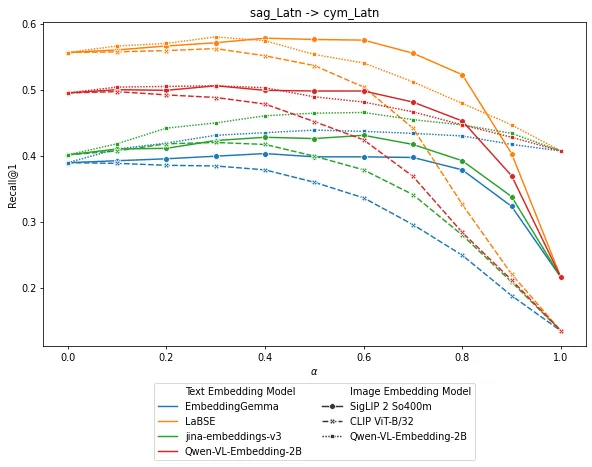 sag_Latn -> cym_Latn
0.6
0.5
0.4
0.3
0.2
Recall@1
0.0 0.2 0.4 0.6 0.8 1.0
α
Text Embedding Model Image Embedding Model
EmbeddingGemma SigLIP 2 So400m
LaBSE CLIP ViT-B/32
jina-embeddings-v3 Qwen-VL-Embedding-2B
Qwen-VL-Embedding-2B